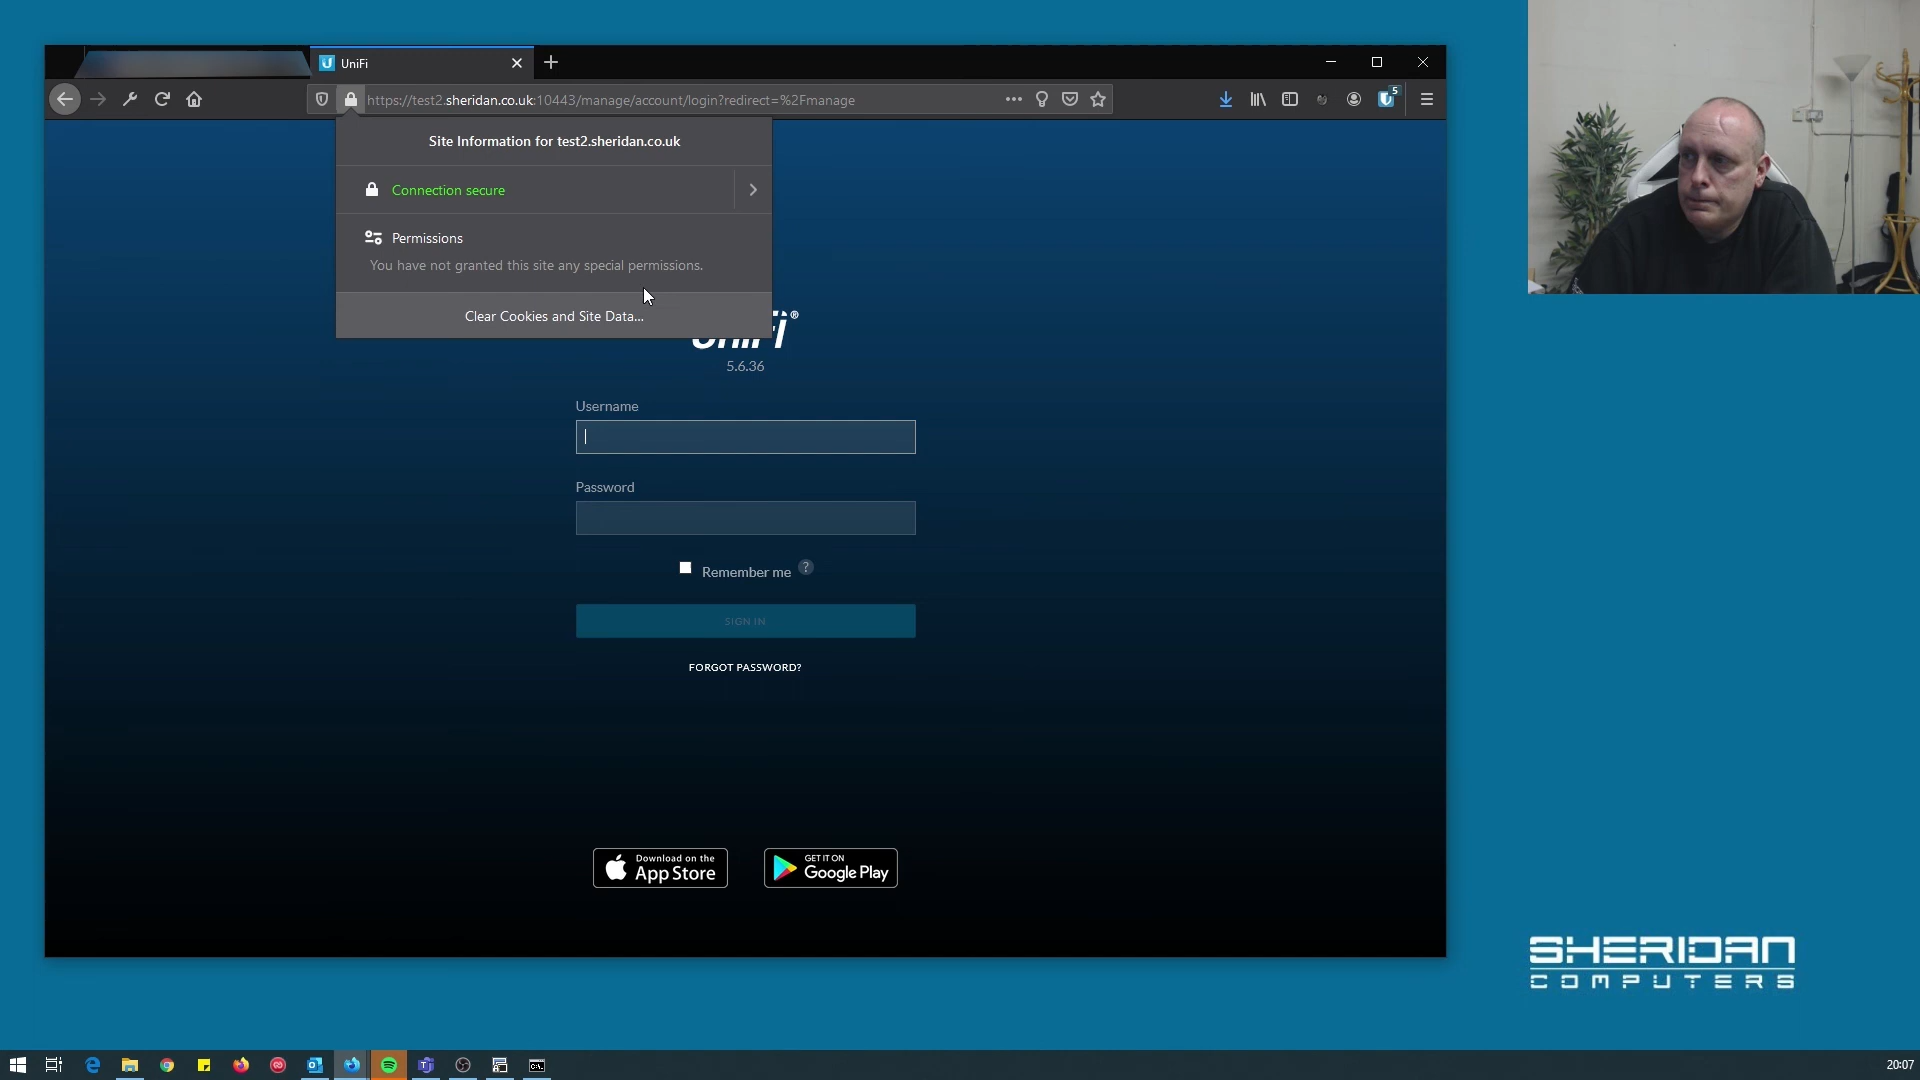 UniFi
https://test2.sheridan.co.uk:10443/manage/account/login?redirect=%2Fmanage
5
Site Information for test2.sheridan.co.uk
Connection secure
Permissions
You have not granted this site any special permissions.
Clear Cookies and Site Data...
UniFi®
5.6.36
Username
Password
Remember me ?
SIGN IN
FORGOT PASSWORD?
Download on the
App Store
GET IT ON
Google Play
SHERIDAN
COMPUTERS
20:07